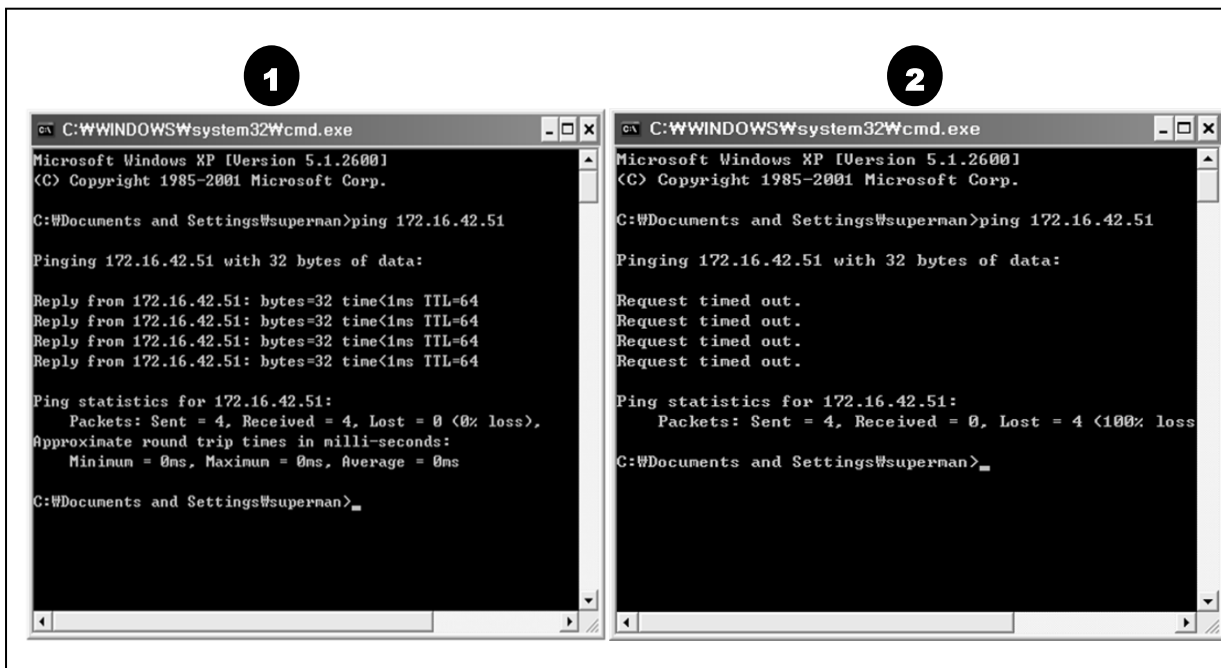 1
C:₩WINDOWS₩system32₩cmd.exe
Microsoft Windows XP [Version 5.1.2600]
(C) Copyright 1985-2001 Microsoft Corp.
C:₩Documents and Settings₩superman>ping 172.16.42.51
Pinging 172.16.42.51 with 32 bytes of data:
Reply from 172.16.42.51: bytes=32 time<1ms TTL=64
Reply from 172.16.42.51: bytes=32 time<1ms TTL=64
Reply from 172.16.42.51: bytes=32 time<1ms TTL=64
Reply from 172.16.42.51: bytes=32 time<1ms TTL=64
Ping statistics for 172.16.42.51:
Packets: Sent = 4, Received = 4, Lost = 0 (0% loss),
Approximate round trip times in milli-seconds:
Minimum = 0ms, Maximum = 0ms, Average = 0ms
C:₩Documents and Settings₩superman>_
2
C:₩WINDOWS₩system32₩cmd.exe
Microsoft Windows XP [Version 5.1.2600]
(C) Copyright 1985-2001 Microsoft Corp.
C:₩Documents and Settings₩superman>ping 172.16.42.51
Pinging 172.16.42.51 with 32 bytes of data:
Request timed out.
Request timed out.
Request timed out.
Request timed out.
Ping statistics for 172.16.42.51:
Packets: Sent = 4, Received = 0, Lost = 4 (100% loss
C:₩Documents and Settings₩superman>_